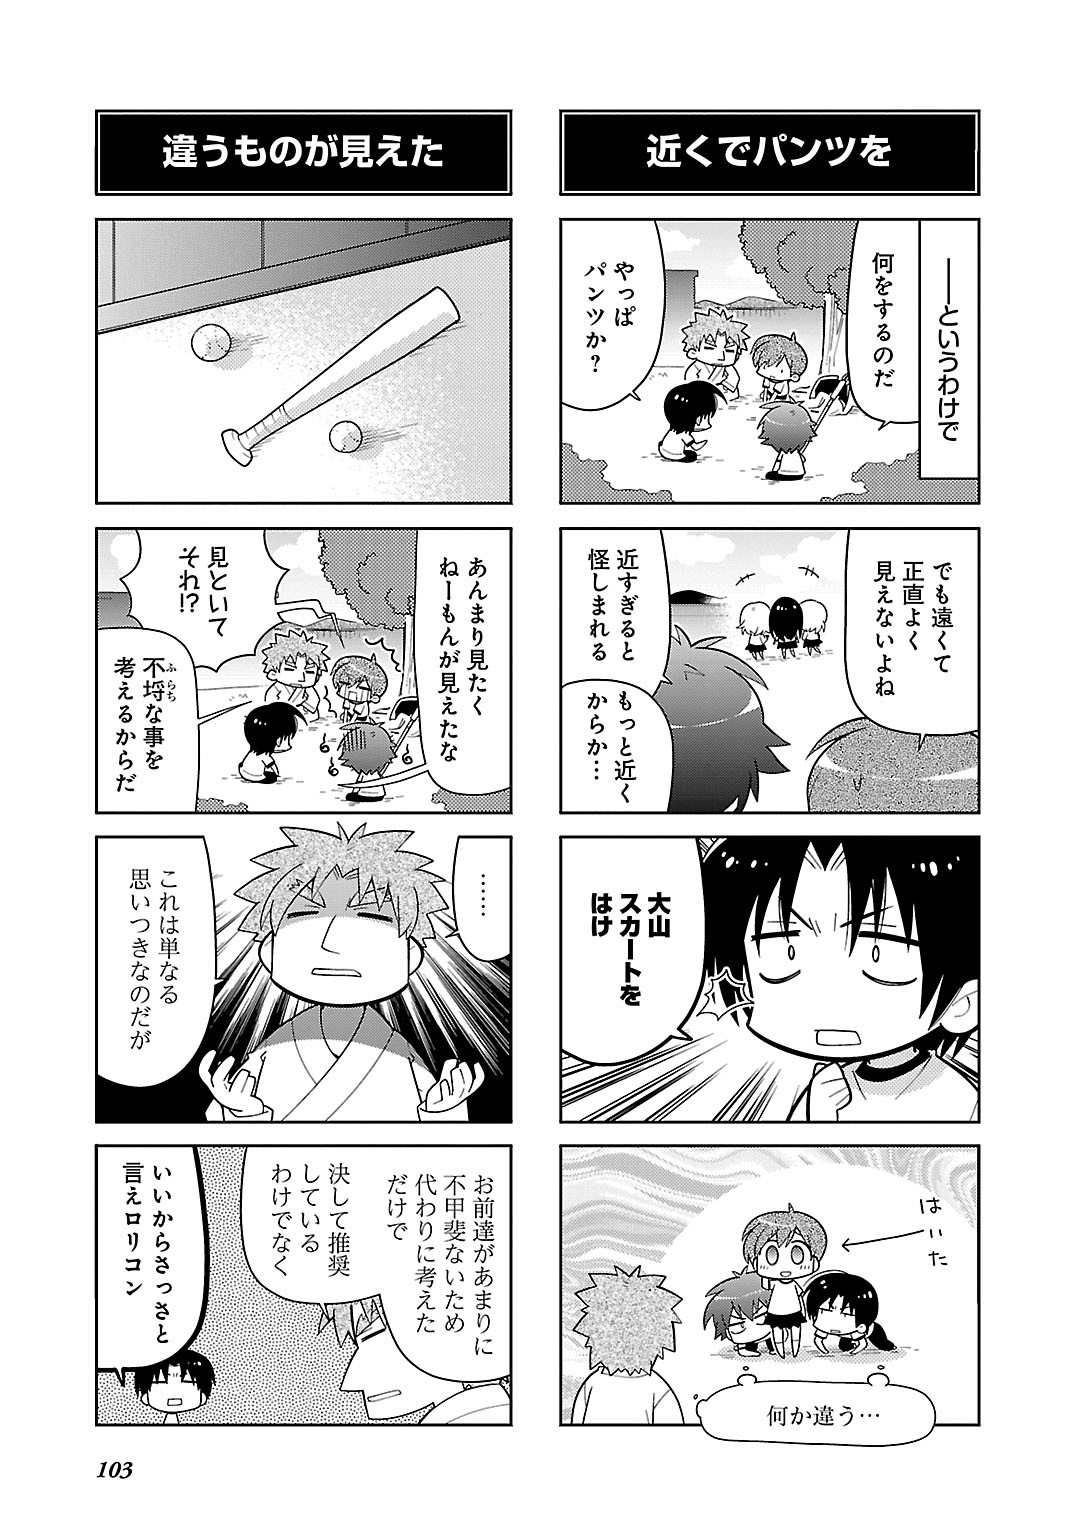 近くでパンツを
――というわけで
何をするのだ
やっぱ
パンツか?
でも遠くて
正直よく
見えないよね
近すぎると
怪しまれる
もっと近く
からか…
大山
スカートを
はけ
はいた
何か違う…
違うものが見えた
あんまり見たく
ねーもんが見えたな
見といて
それ!?
不埒な事を
ふらち
考えるからだ
……
これは単なる
思いつきなのだが
お前達があまりに
不甲斐ないため
代わりに考えた
だけで
決して推奨
している
わけでなく
いいからさっさと
言えロリコン
103